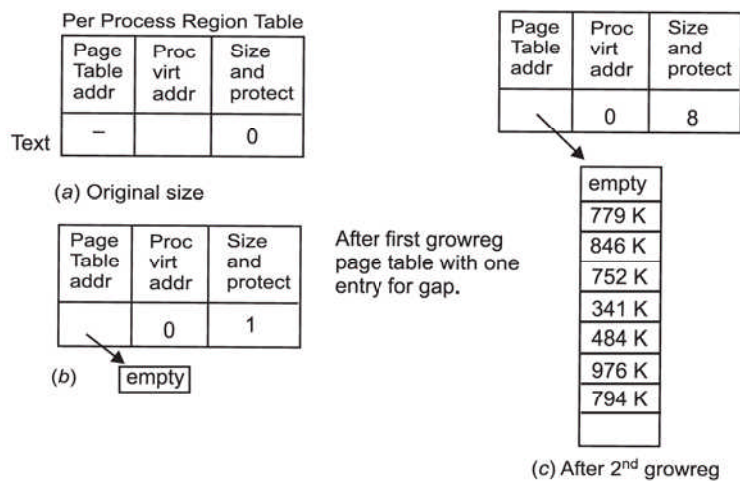 Per Process Region Table
Page Table addr
Proc virt addr
Size and protect
Text
–
0
(a) Original size
Page Table addr
Proc virt addr
Size and protect
0
1
(b)
empty
After first growreg
page table with one
entry for gap.
Page Table addr
Proc virt addr
Size and protect
0
8
empty
779 K
846 K
752 K
341 K
484 K
976 K
794 K
(c) After 2nd growreg